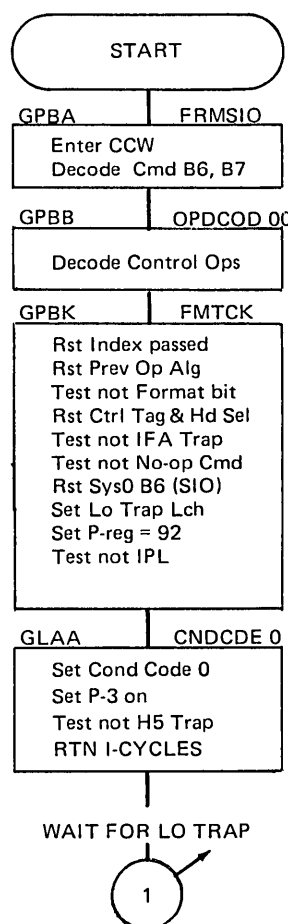 START
GPBA FRMSIO
Enter CCW
Decode Cmd B6, B7
GPBB OPDCOD 00
Decode Control Ops
GPBK FMTCK
Rst Index passed
Rst Prev Op Alg
Test not Format bit
Rst Ctrl Tag & Hd Sel
Test not IFA Trap
Test not No-op Cmd
Rst Sys0 B6 (SIO)
Set Lo Trap Lch
Set P-reg = 92
Test not IPL
GLAA CNDCDE 0
Set Cond Code 0
Set P-3 on
Test not H5 Trap
RTN I-CYCLES
WAIT FOR LO TRAP
1